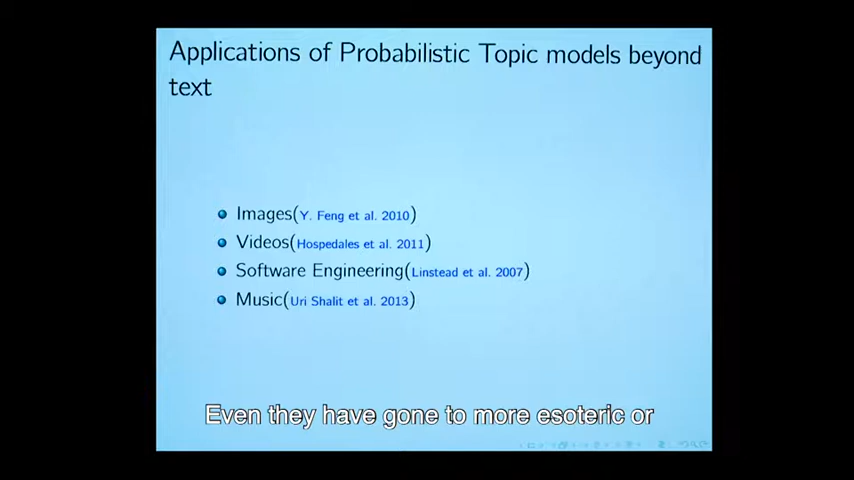 Applications of Probabilistic Topic models beyond
text
Images(Y. Feng et al. 2010)
Videos(Hospedales et al. 2011)
Software Engineering(Linstead et al. 2007)
Music(Uri Shalit et al. 2013)
Even they have gone to more esoteric or